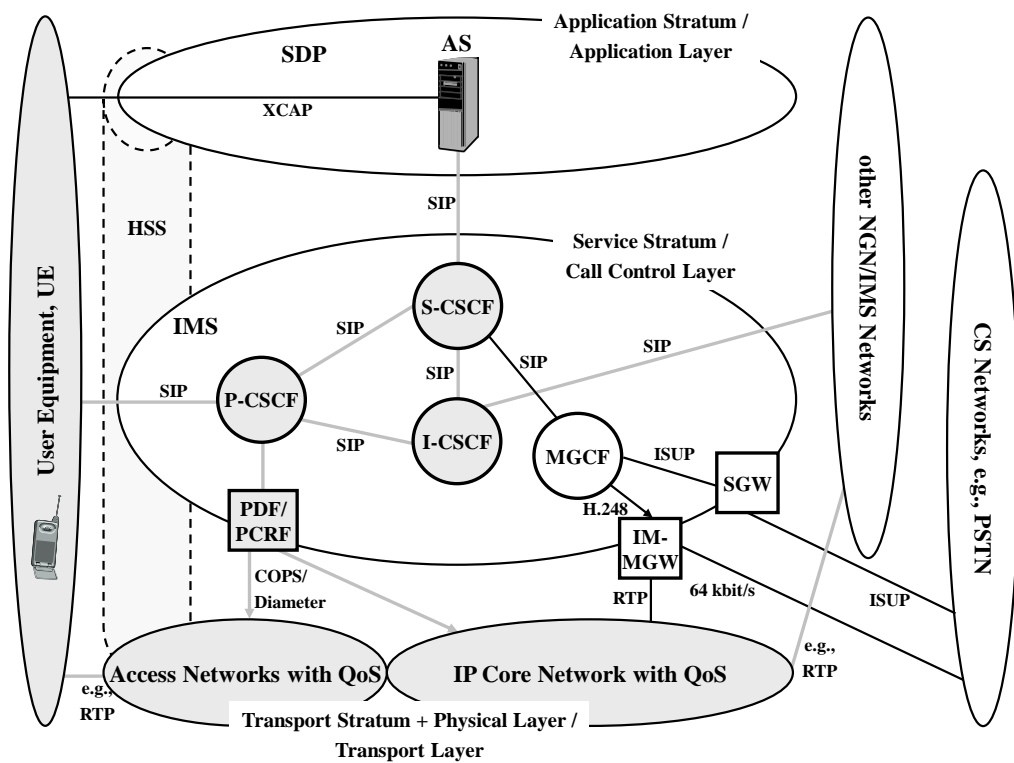 Application Stratum /
Application Layer
SDP
AS
XCAP
SIP
HSS
Service Stratum /
Call Control Layer
IMS
S-CSCF
SIP
SIP
SIP
SIP
SIP
P-CSCF
SIP
I-CSCF
MGCF
ISUP
SGW
H.248
PDF/
PCRF
IM-
MGW
COPS/
Diameter
RTP
64 kbit/s
ISUP
e.g.,
RTP
Access Networks with QoS
IP Core Network with QoS
e.g.,
RTP
Transport Stratum + Physical Layer /
Transport Layer
User Equipment, UE
other NGN/IMS Networks
CS Networks, e.g., PSTN